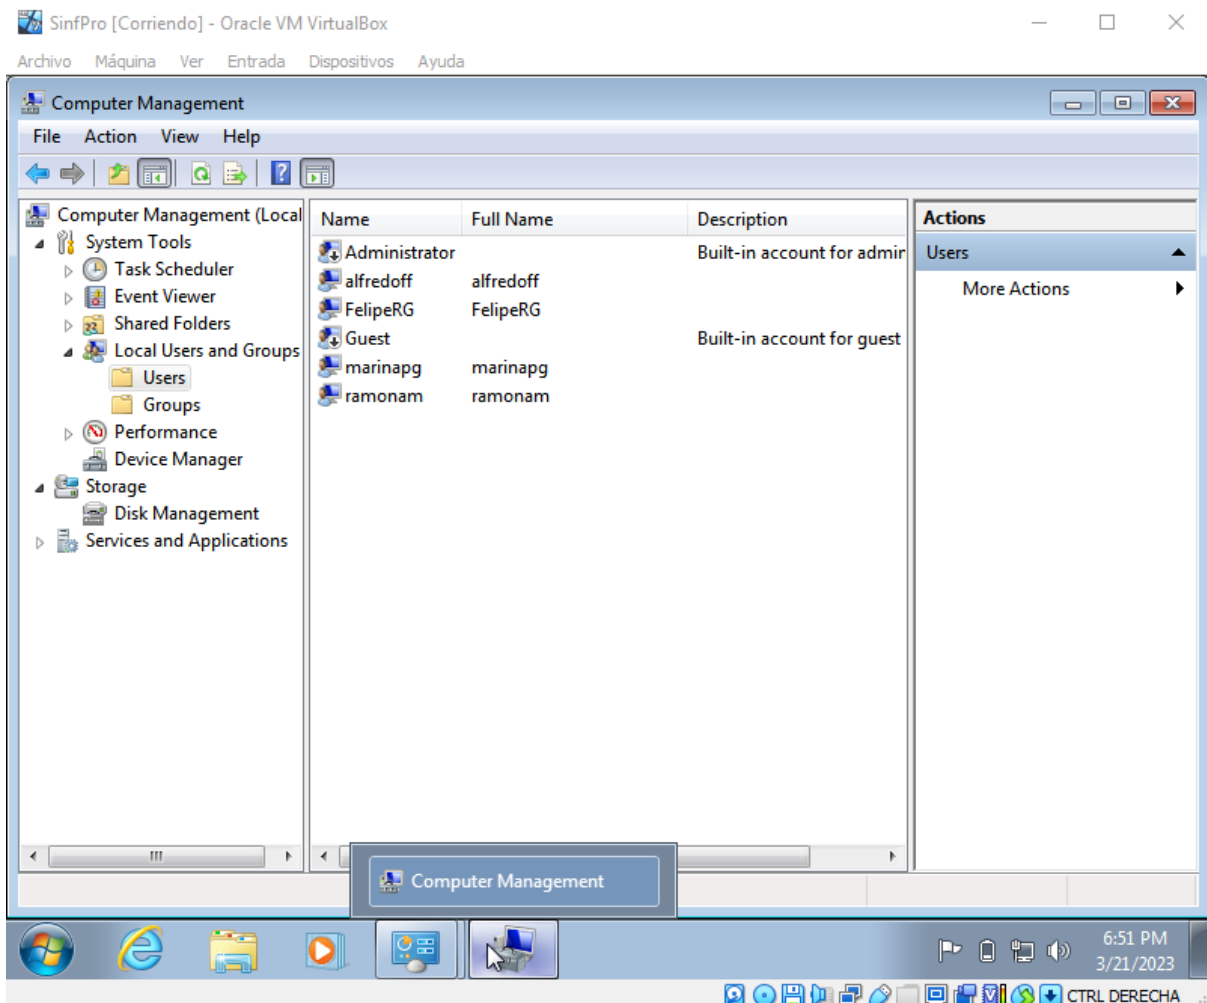 SinfPro [Corriendo] - Oracle VM VirtualBox
Archivo Máquina Ver Entrada Dispositivos Ayuda
Computer Management
File Action View Help
Computer Management (Local
System Tools
Task Scheduler
Event Viewer
Shared Folders
Local Users and Groups
Users
Groups
Performance
Device Manager
Storage
Disk Management
Services and Applications
Name Full Name Description
Administrator Built-in account for admin
alfredoff alfredoff
FelipeRG FelipeRG
Guest Built-in account for guest
marinapg marinapg
ramonam ramonam
Actions
Users
More Actions
Computer Management
6:51 PM
3/21/2023
CTRL DERECHA